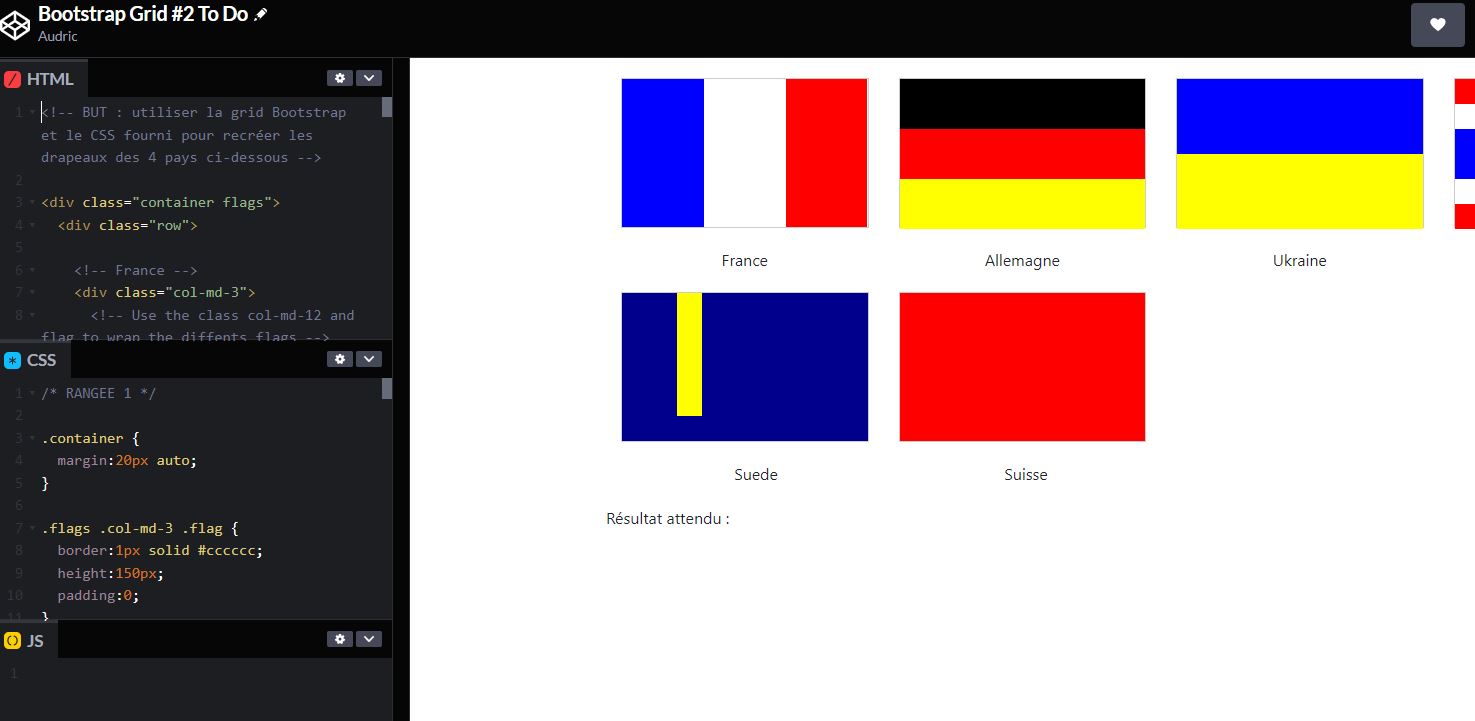 Bootstrap Grid #2 To Do
Audric
HTML
1 <!-- BUT : utiliser la grid Bootstrap
et le CSS fourni pour recréer les
drapeaux des 4 pays ci-dessous -->
2
3 <div class="container flags">
4 <div class="row">
5
6 <!-- France -->
7 <div class="col-md-3">
8 <!-- Use the class col-md-12 and
flag to wrap the diffents flags -->
CSS
1 /* RANGEE 1 */
2
3 .container {
4 margin:20px auto;
5 }
6
7 .flags .col-md-3 .flag {
8 border:1px solid #cccccc;
9 height:150px;
10 padding:0;
11 }
JS
1
France
Allemagne
Ukraine
Suede
Suisse
Résultat attendu :